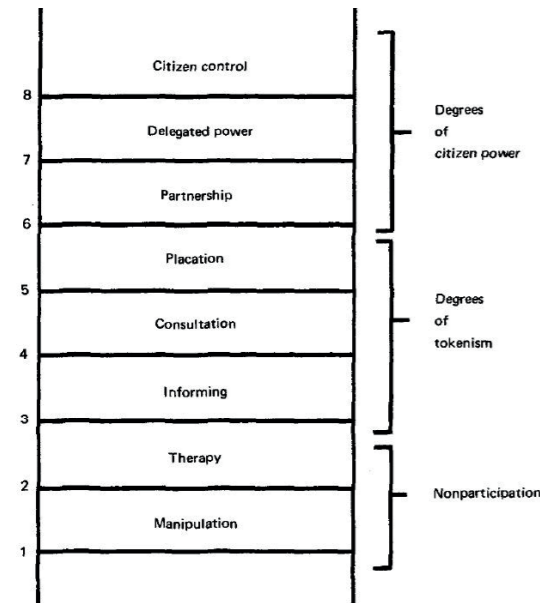 Citizen control
8
Delegated power
7
Partnership
6
Placation
5
Consultation
4
Informing
3
Therapy
2
Manipulation
1
Degrees
of
citizen power
Degrees
of
tokenism
Nonparticipation